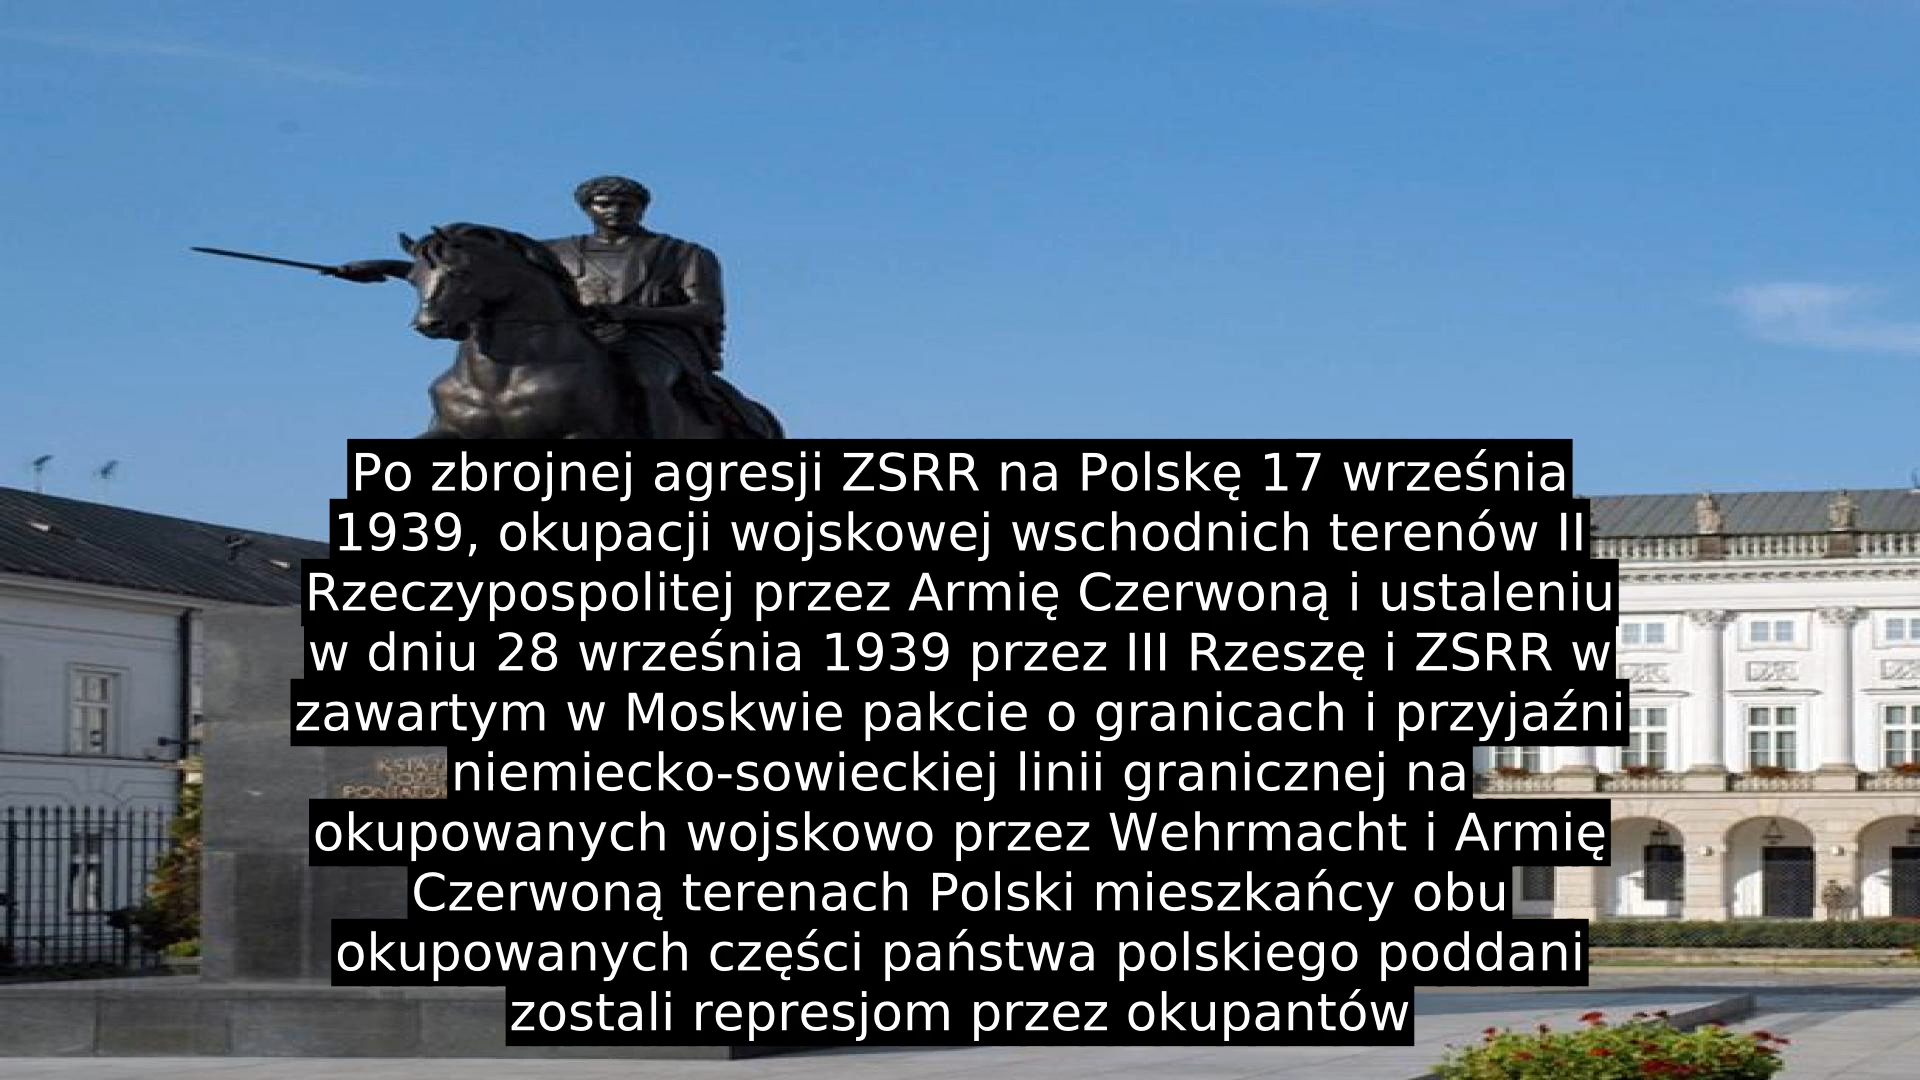 Po zbrojnej agresji ZSRR na Polskę 17 września
1939, okupacji wojskowej wschodnich terenów II
Rzeczypospolitej przez Armię Czerwoną i ustaleniu
w dniu 28 września 1939 przez III Rzeszę i ZSRR w
zawartym w Moskwie pakcie o granicach i przyjaźni
niemiecko-sowieckiej linii granicznej na
okupowanych wojskowo przez Wehrmacht i Armię
Czerwoną terenach Polski mieszkańcy obu
okupowanych części państwa polskiego poddani
zostali represjom przez okupantów